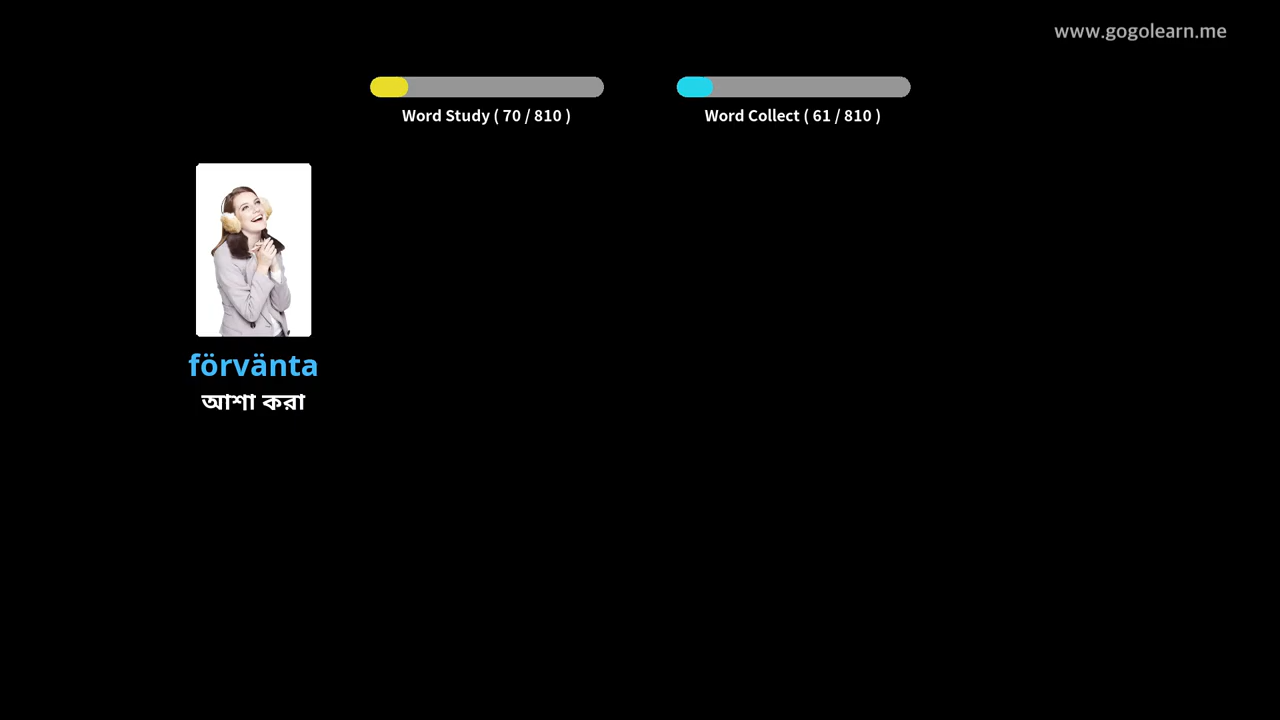 www.gogolearn.me
Word Study ( 70 / 810 )
Word Collect ( 61 / 810 )
förvänta
আশা করা